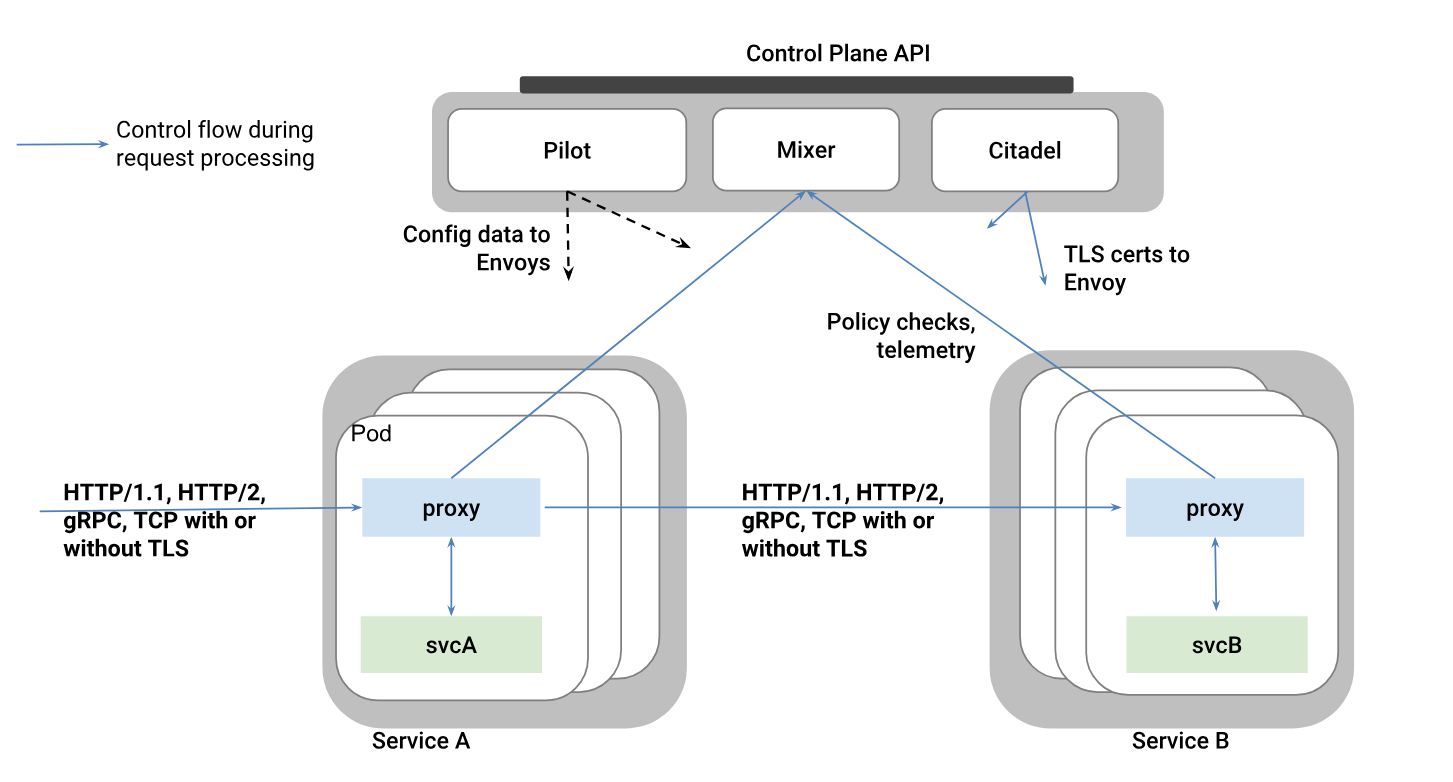 Control Plane API
Control flow during
request processing
Pilot
Mixer
Citadel
Config data to
Envoys
TLS certs to
Envoy
Policy checks,
telemetry
Pod
HTTP/1.1, HTTP/2,
gRPC, TCP with or
without TLS
proxy
HTTP/1.1, HTTP/2,
gRPC, TCP with or
without TLS
proxy
svcA
svcB
Service A
Service B